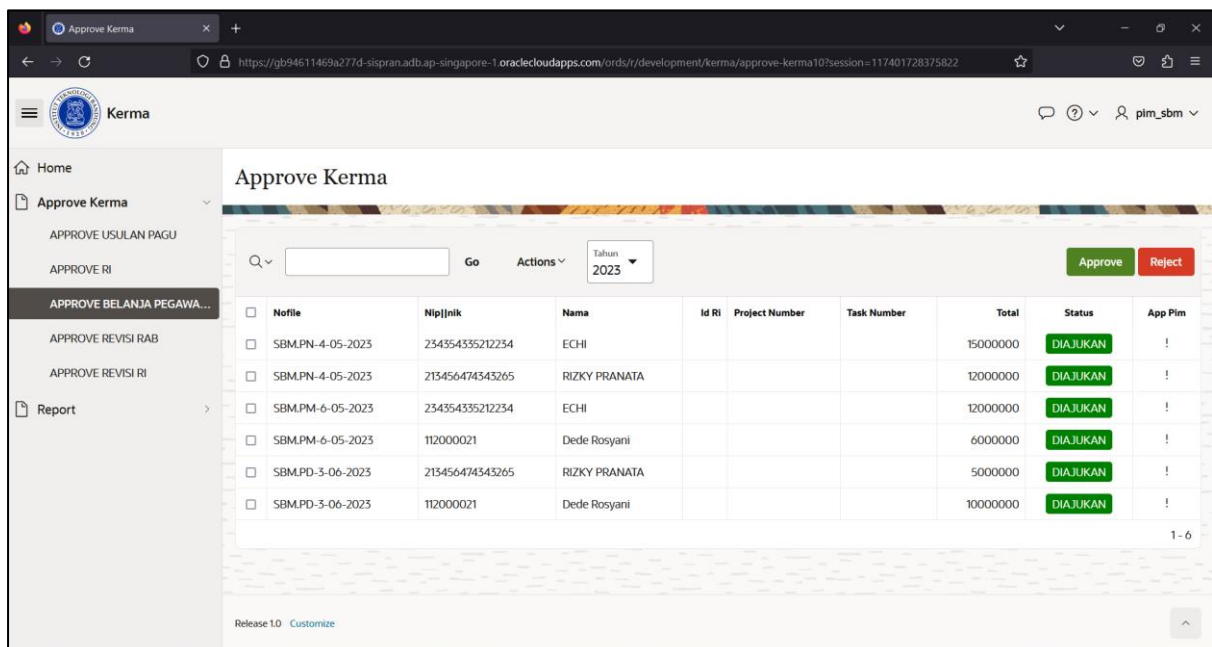 Approve Kerma
https://gb94611469a277d-sispran.adb.ap-singapore-1.oraclecloudapps.com/ords/r/development/kerma/approve-kerma10?session=117401728375822
INSTITUT TEKNOLOGI BANDUNG
1920
Kerma
pim_sbm
Home
Approve Kerma
APPROVE USULAN PAGU
APPROVE RI
APPROVE BELANJA PEGAWA...
APPROVE REVISI RAB
APPROVE REVISI RI
Report
Approve Kerma
Go Actions Tahun
2023
Approve Reject
Nofile Nip||nik Nama Id Ri Project Number Task Number Total Status App Pim
SBM.PN-4-05-2023 234354335212234 ECHI 15000000 DIAJUKAN !
SBM.PN-4-05-2023 213456474343265 RIZKY PRANATA 12000000 DIAJUKAN !
SBM.PM-6-05-2023 234354335212234 ECHI 12000000 DIAJUKAN !
SBM.PM-6-05-2023 112000021 Dede Rosyani 6000000 DIAJUKAN !
SBM.PD-3-06-2023 213456474343265 RIZKY PRANATA 5000000 DIAJUKAN !
SBM.PD-3-06-2023 112000021 Dede Rosyani 10000000 DIAJUKAN !
1 - 6
Release 1.0 Customize